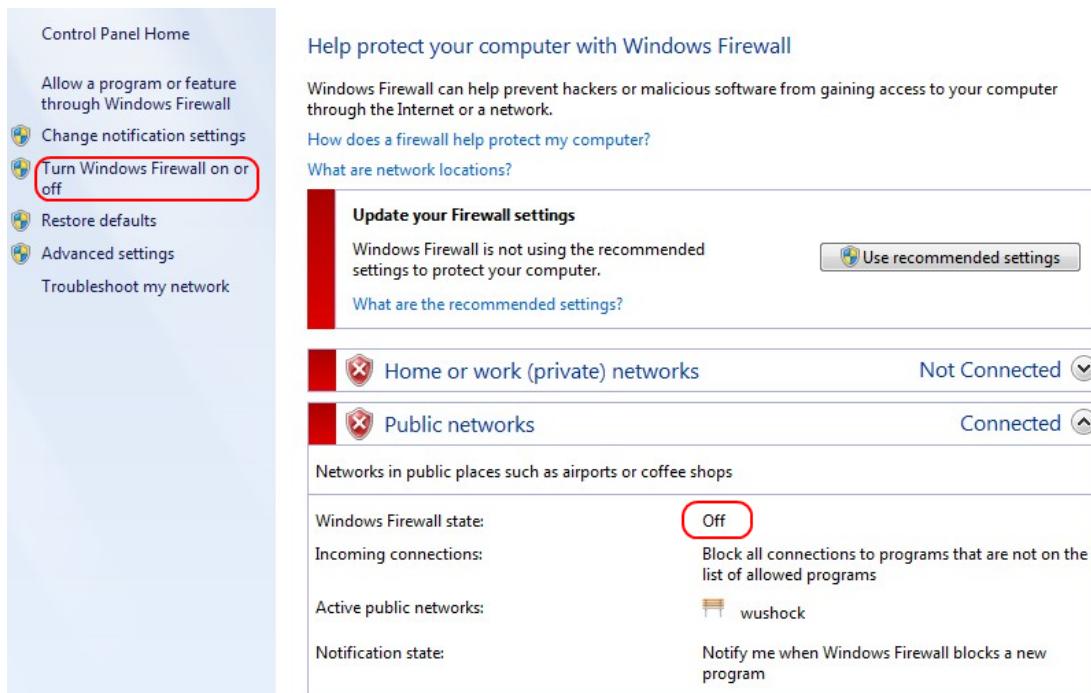 Control Panel Home
Allow a program or feature
through Windows Firewall
Change notification settings
Turn Windows Firewall on or
off
Restore defaults
Advanced settings
Troubleshoot my network
Help protect your computer with Windows Firewall
Windows Firewall can help prevent hackers or malicious software from gaining access to your computer
through the Internet or a network.
How does a firewall help protect my computer?
What are network locations?
Update your Firewall settings
Windows Firewall is not using the recommended
settings to protect your computer.
Use recommended settings
What are the recommended settings?
Home or work (private) networks Not Connected
Public networks Connected
Networks in public places such as airports or coffee shops
Windows Firewall state: Off
Incoming connections: Block all connections to programs that are not on the
list of allowed programs
Active public networks: wushock
Notification state: Notify me when Windows Firewall blocks a new
program